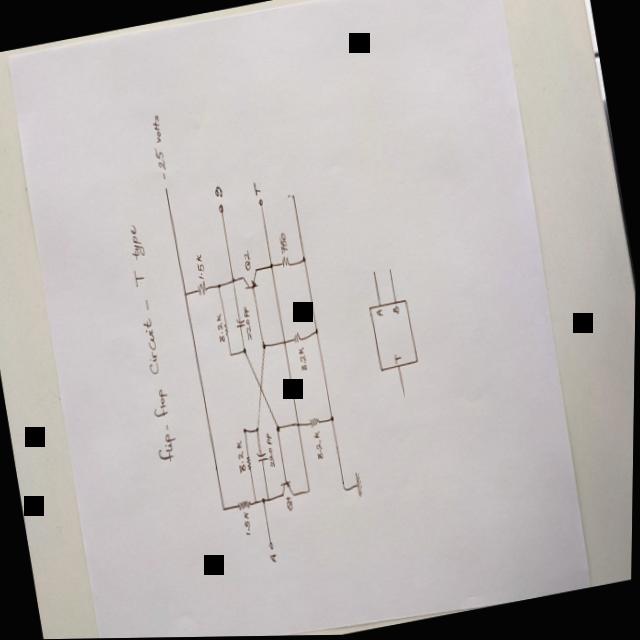 flip-flop Circuit - T type
-25 volts
1.5K
B
T
Q2
390
8.2K
220 PF
8.2K
8.2K
220 PF
8.2K
1.5K
Q1
A
A
B
T